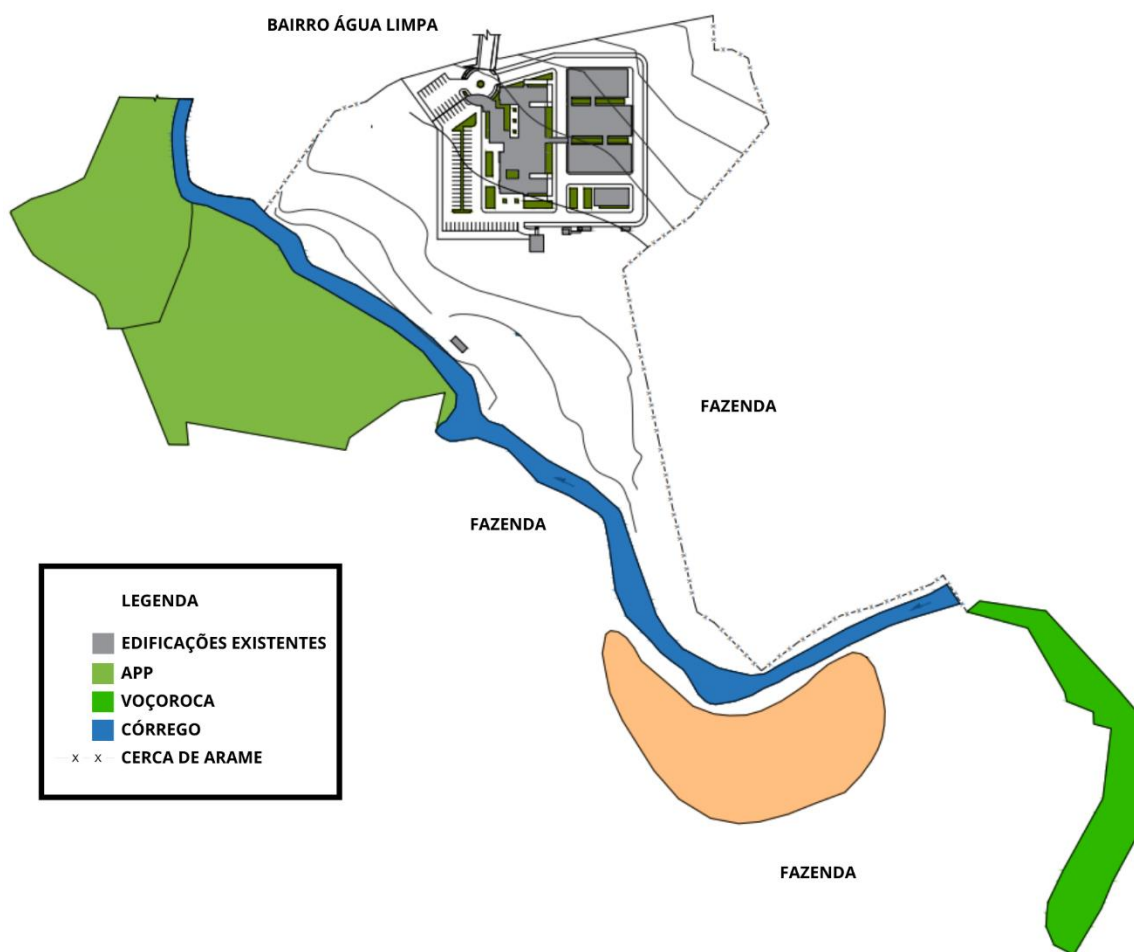 BAIRRO ÁGUA LIMPA
FAZENDA
FAZENDA
LEGENDA
EDIFICAÇÕES EXISTENTES
APP
VOÇOROCA
CÓRREGO
x x CERCA DE ARAME
FAZENDA